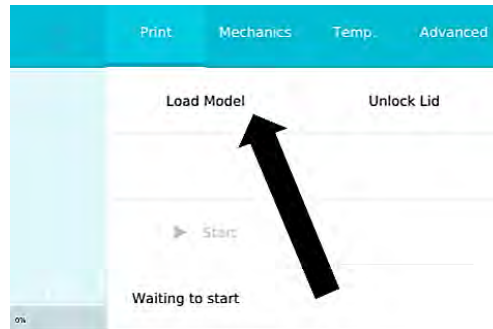 Print Mechanics Temp. Advanced
Load Model Unlock Lid
Start
Waiting to start
0%